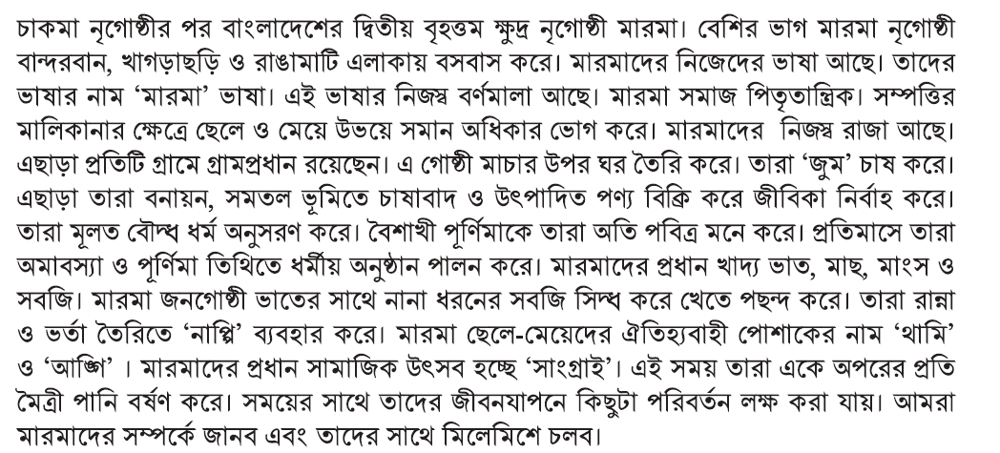 চাকমা নৃগোষ্ঠীর পর বাংলাদেশের দ্বিতীয় বৃহত্তম ক্ষুদ্র নৃগোষ্ঠী মারমা। বেশির ভাগ মারমা নৃগোষ্ঠী
বান্দরবান, খাগড়াছড়ি ও রাঙামাটি এলাকায় বসবাস করে। মারমাদের নিজেদের ভাষা আছে। তাদের
ভাষার নাম ‘মারমা’ ভাষা। এই ভাষার নিজস্ব বর্ণমালা আছে। মারমা সমাজ পিতৃতান্ত্রিক। সম্পত্তির
মালিকানার ক্ষেত্রে ছেলে ও মেয়ে উভয়ে সমান অধিকার ভোগ করে। মারমাদের নিজস্ব রাজা আছে।
এছাড়া প্রতিটি গ্রামে গ্রামপ্রধান রয়েছেন। এ গোষ্ঠী মাচার উপর ঘর তৈরি করে। তারা ‘জুম’ চাষ করে।
এছাড়া তারা বনায়ন, সমতল ভূমিতে চাষাবাদ ও উৎপাদিত পণ্য বিক্রি করে জীবিকা নির্বাহ করে।
তারা মূলত বৌদ্ধ ধর্ম অনুসরণ করে। বৈশাখী পূর্ণিমাকে তারা অতি পবিত্র মনে করে। প্রতিমাসে তারা
অমাবস্যা ও পূর্ণিমা তিথিতে ধর্মীয় অনুষ্ঠান পালন করে। মারমাদের প্রধান খাদ্য ভাত, মাছ, মাংস ও
সবজি। মারমা জনগোষ্ঠী ভাতের সাথে নানা ধরনের সবজি সিদ্ধ করে খেতে পছন্দ করে। তারা রান্না
ও ভর্তা তৈরিতে ‘নাপ্পি’ ব্যবহার করে। মারমা ছেলে-মেয়েদের ঐতিহ্যবাহী পোশাকের নাম ‘থামি’
ও ‘আঙ্গি’ । মারমাদের প্রধান সামাজিক উৎসব হচ্ছে ‘সাংগ্রাই’। এই সময় তারা একে অপরের প্রতি
মৈত্রী পানি বর্ষণ করে। সময়ের সাথে তাদের জীবনযাপনে কিছুটা পরিবর্তন লক্ষ করা যায়। আমরা
মারমাদের সম্পর্কে জানব এবং তাদের সাথে মিলেমিশে চলব।